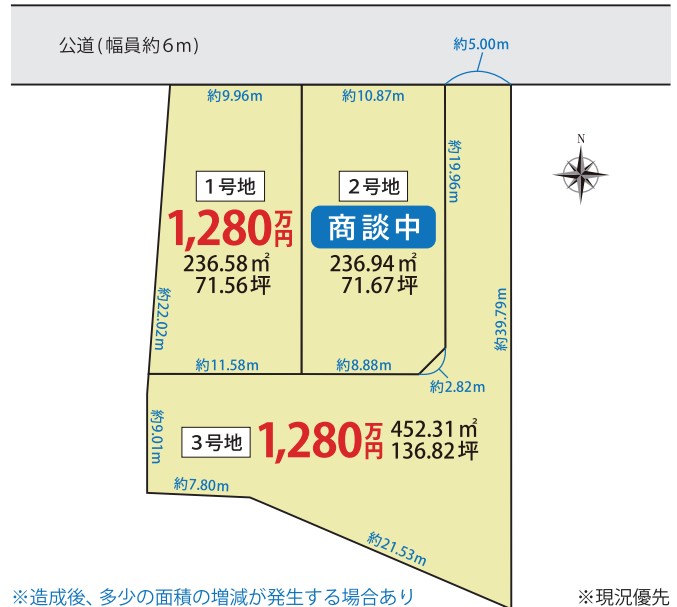 公道(幅員約6m)
約5.00m
約9.96m
約10.87m
約19.96m
N
1号地
1,280万円
236.58㎡
71.56坪
2号地
商談中
236.94㎡
71.67坪
約22.02m
約39.79m
約11.58m
約8.88m
約2.82m
約9.01m
3号地
1,280万円
452.31㎡
136.82坪
約7.80m
約21.53m
※造成後、多少の面積の増減が発生する場合あり
※現況優先